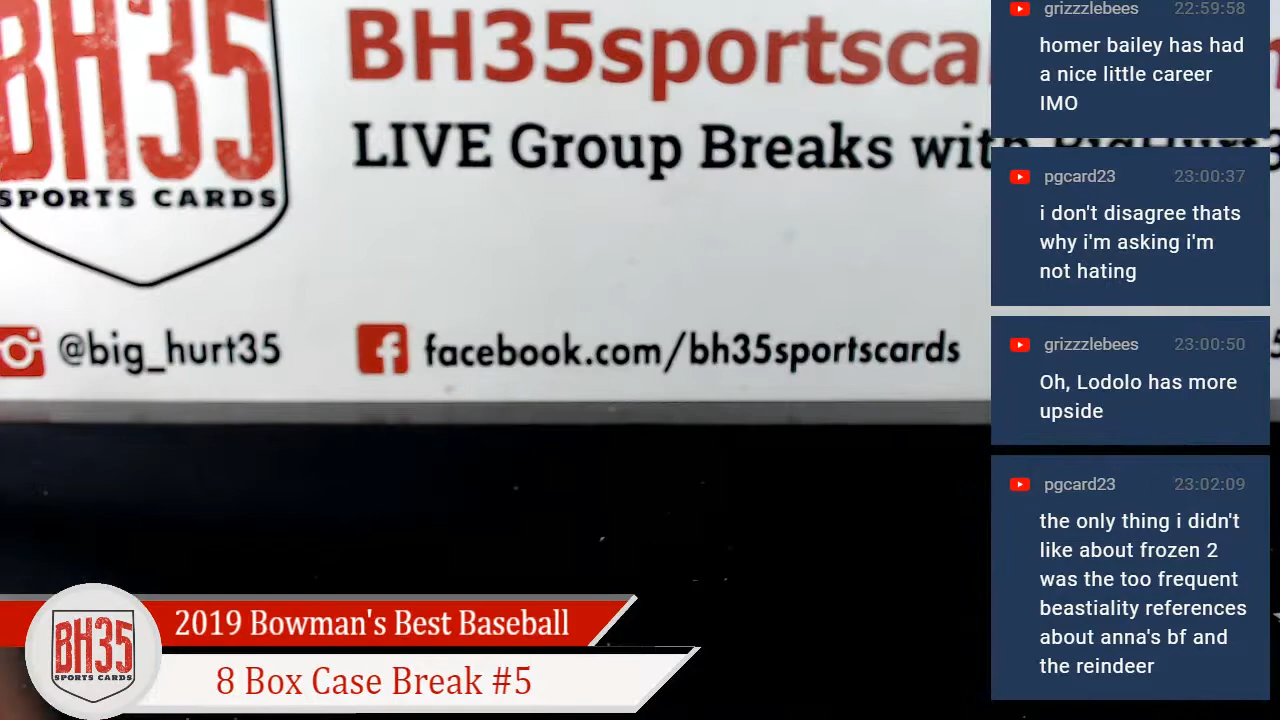 BH35
SPORTS CARDS
BH35sportsca
LIVE Group Breaks with
@big_hurt35
facebook.com/bh35sportscards
2019 Bowman's Best Baseball
8 Box Case Break #5
BH35
SPORTS CARDS
grizzzlebees 22:59:58
homer bailey has had
a nice little career
IMO
pgcard23 23:00:37
i don't disagree thats
why i'm asking i'm
not hating
grizzzlebees 23:00:50
Oh, Lodolo has more
upside
pgcard23 23:02:09
the only thing i didn't
like about frozen 2
was the too frequent
beastiality references
about anna's bf and
the reindeer